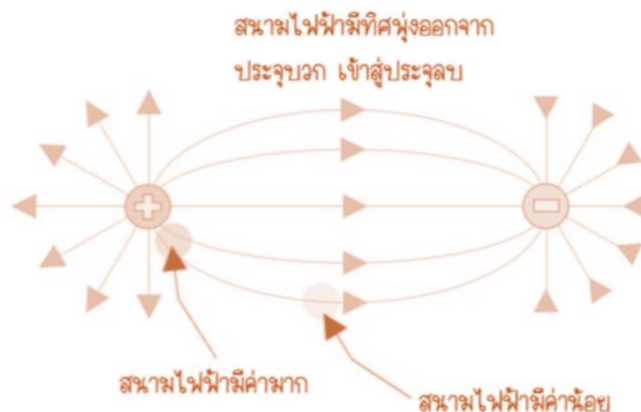 สนามไฟฟ้ามีทิศพุ่งออกจาก
ประจุบวก เข้าสู่ประจุลบ
สนามไฟฟ้ามีค่ามาก
สนามไฟฟ้ามีค่าน้อย